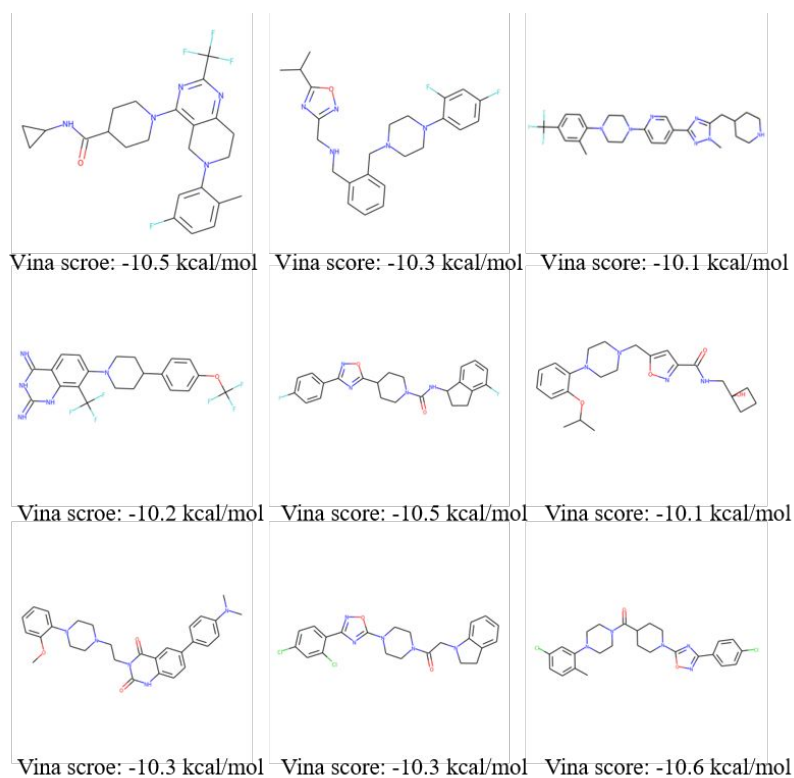 Vina scroe: -10.5 kcal/mol
Vina score: -10.3 kcal/mol
Vina score: -10.1 kcal/mol
Vina scroe: -10.2 kcal/mol
Vina score: -10.5 kcal/mol
Vina score: -10.1 kcal/mol
Vina scroe: -10.3 kcal/mol
Vina score: -10.3 kcal/mol
Vina score: -10.6 kcal/mol